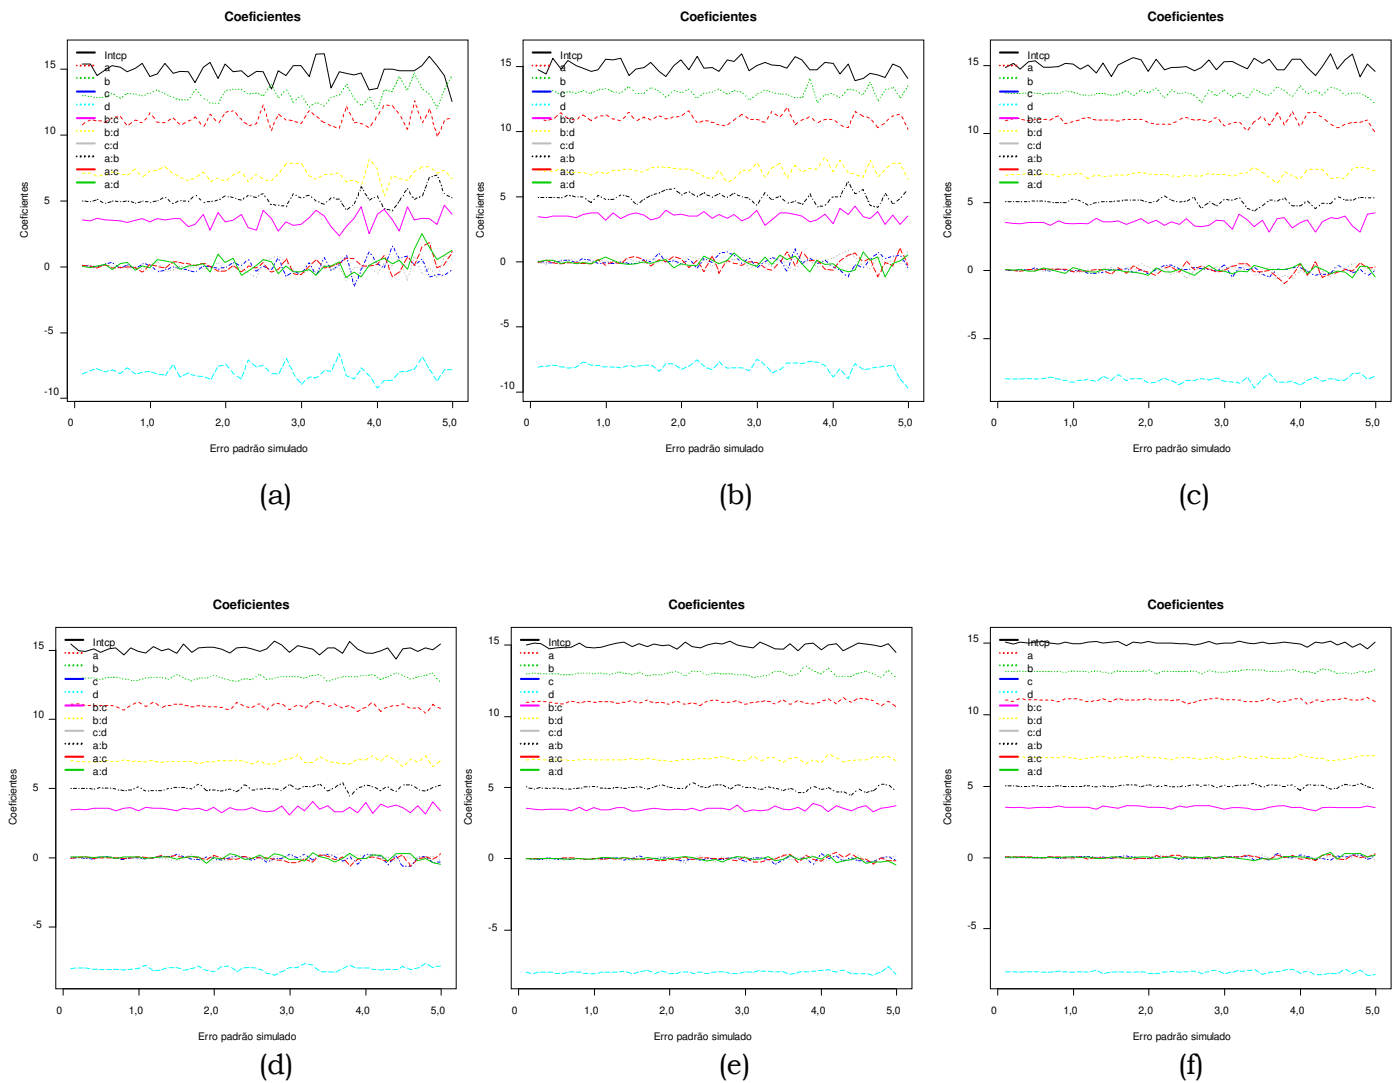 Coeficientes
Coeficientes
15
10
5
0
-5
-10
Intcp
a
b
c
d
b:c
b:d
c:d
a:b
a:c
a:d
0 1,0 2,0 3,0 4,0 5,0
Erro padrão simulado
(a)
Coeficientes
Coeficientes
15
10
5
0
-5
-10
Intcp
a
b
c
d
b:c
b:d
c:d
a:b
a:c
a:d
0 1,0 2,0 3,0 4,0 5,0
Erro padrão simulado
(b)
Coeficientes
Coeficientes
15
10
5
0
-5
Intcp
a
b
c
d
b:c
b:d
c:d
a:b
a:c
a:d
0 1,0 2,0 3,0 4,0 5,0
Erro padrão simulado
(c)
Coeficientes
Coeficientes
15
10
5
0
-5
Intcp
a
b
c
d
b:c
b:d
c:d
a:b
a:c
a:d
0 1,0 2,0 3,0 4,0 5,0
Erro padrão simulado
(d)
Coeficientes
Coeficientes
15
10
5
0
-5
Intcp
a
b
c
d
b:c
b:d
c:d
a:b
a:c
a:d
0 1,0 2,0 3,0 4,0 5,0
Erro padrão simulado
(e)
Coeficientes
Coeficientes
15
10
5
0
-5
Intcp
a
b
c
d
b:c
b:d
c:d
a:b
a:c
a:d
0 1,0 2,0 3,0 4,0 5,0
Erro padrão simulado
(f)